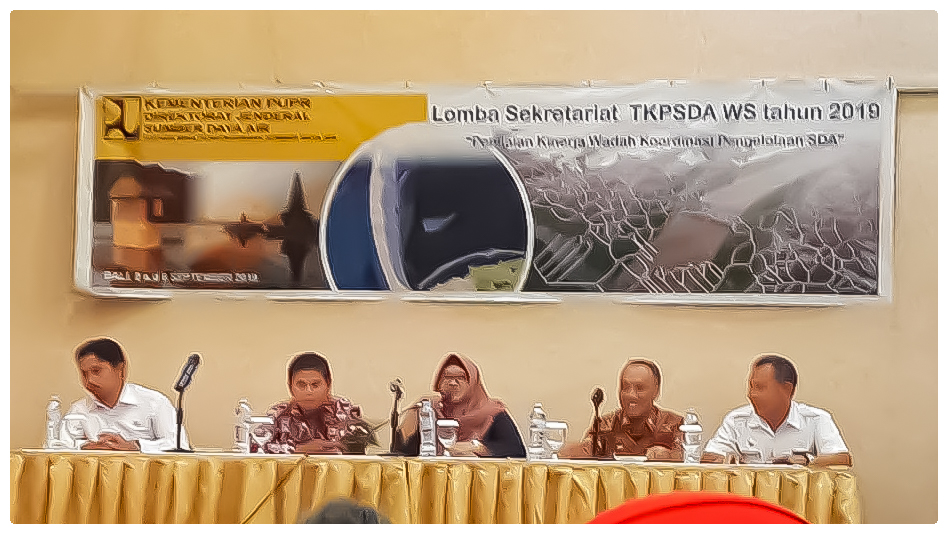 KEMENTERIAN PUPR
DIREKTORAT JENDERAL
SUMBER DAYA AIR
Lomba Sekretariat TKPSDA WS tahun 2019
"Penilaian Kinerja Wadah Koordinasi Pengelolaan SDA"
BALI, SEPTEMBER 2019